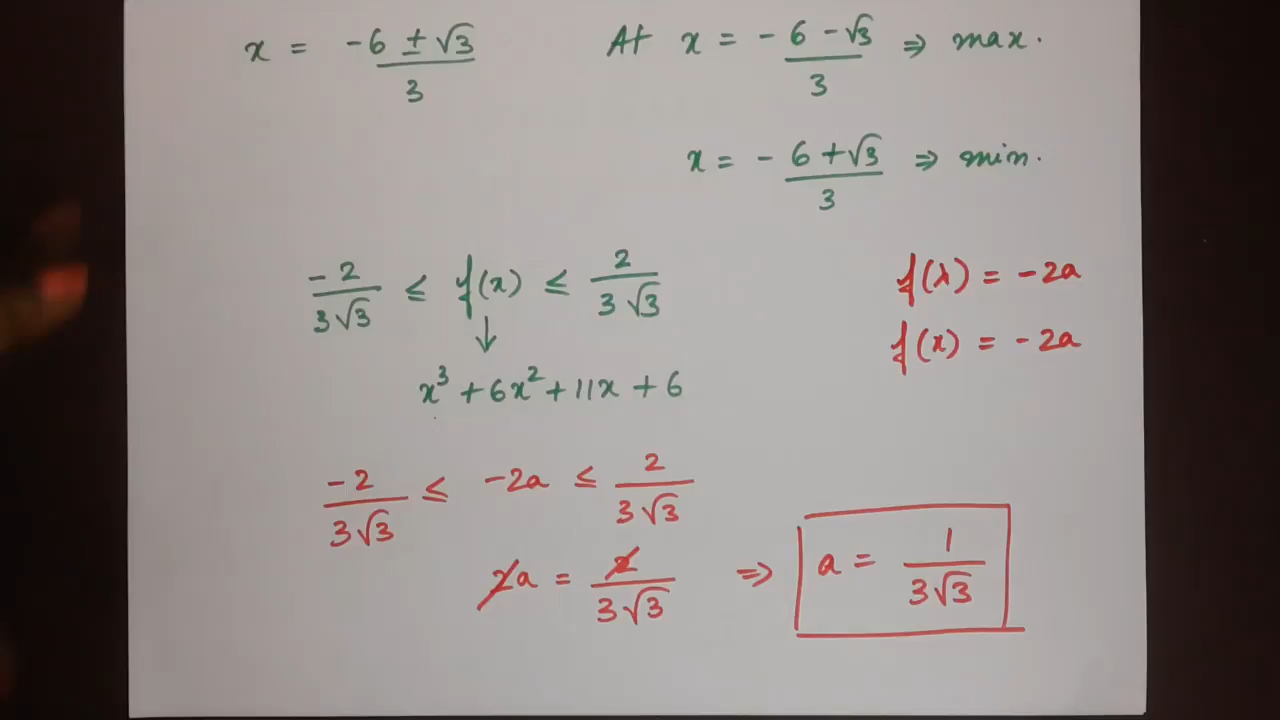 x = -6 ± √3 / 3 At x = - 6 - √3 / 3 ⇒ max.
x = - 6 + √3 / 3 ⇒ min.
-2 / 3√3 ≤ f(x) ≤ 2 / 3√3 f(λ) = -2a
↓ f(x) = -2a
x³ + 6x² + 11x + 6
-2 / 3√3 ≤ -2a ≤ 2 / 3√3
2a = 2 / 3√3 ⇒ a = 1 / 3√3